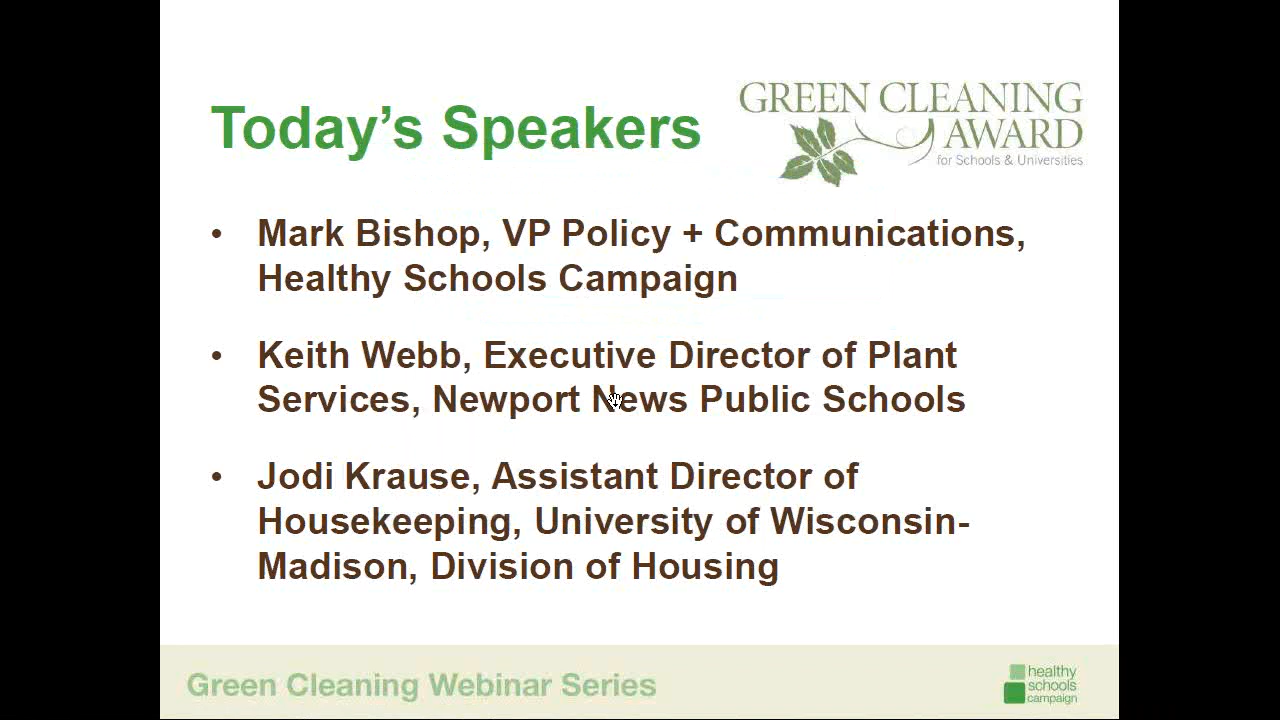 Today’s Speakers
GREEN CLEANING
AWARD
for Schools & Universities
• Mark Bishop, VP Policy + Communications,
Healthy Schools Campaign
• Keith Webb, Executive Director of Plant
Services, Newport News Public Schools
• Jodi Krause, Assistant Director of
Housekeeping, University of Wisconsin-
Madison, Division of Housing
Green Cleaning Webinar Series
healthy
schools
campaign